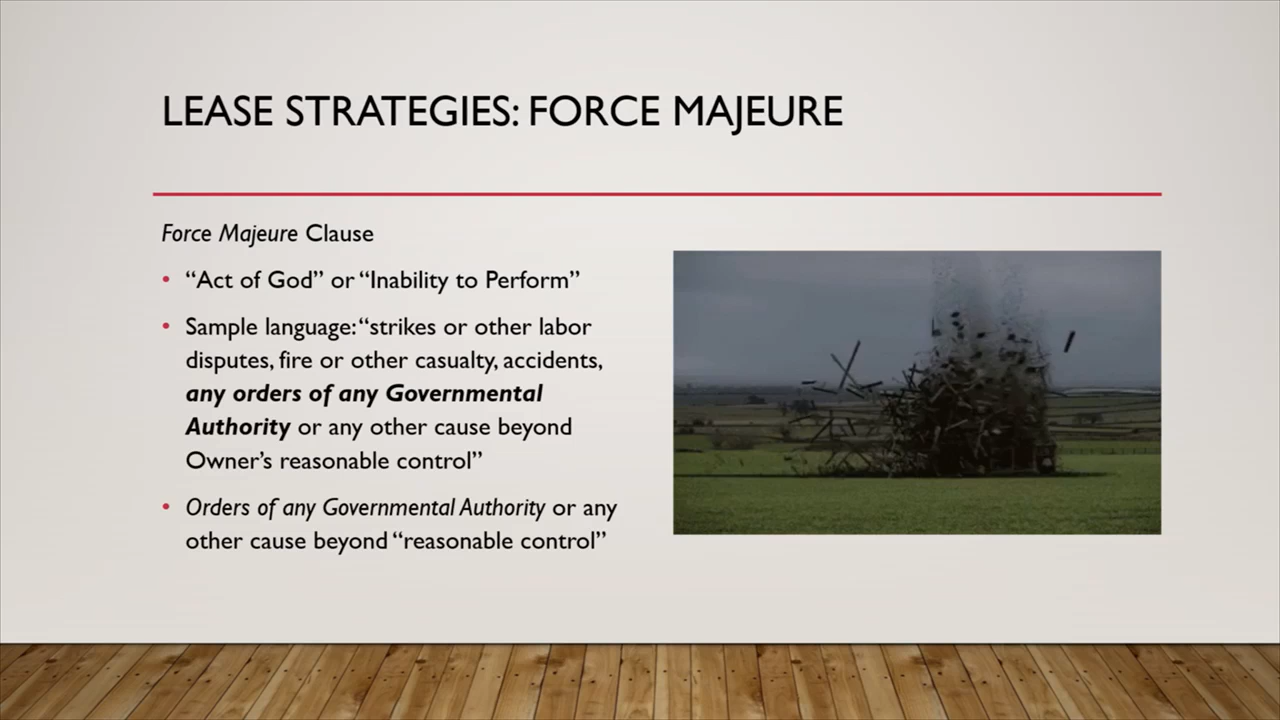 LEASE STRATEGIES: FORCE MAJEURE
Force Majeure Clause
• “Act of God” or “Inability to Perform”
• Sample language: “strikes or other labor
disputes, fire or other casualty, accidents,
any orders of any Governmental
Authority or any other cause beyond
Owner’s reasonable control”
• Orders of any Governmental Authority or any
other cause beyond “reasonable control”